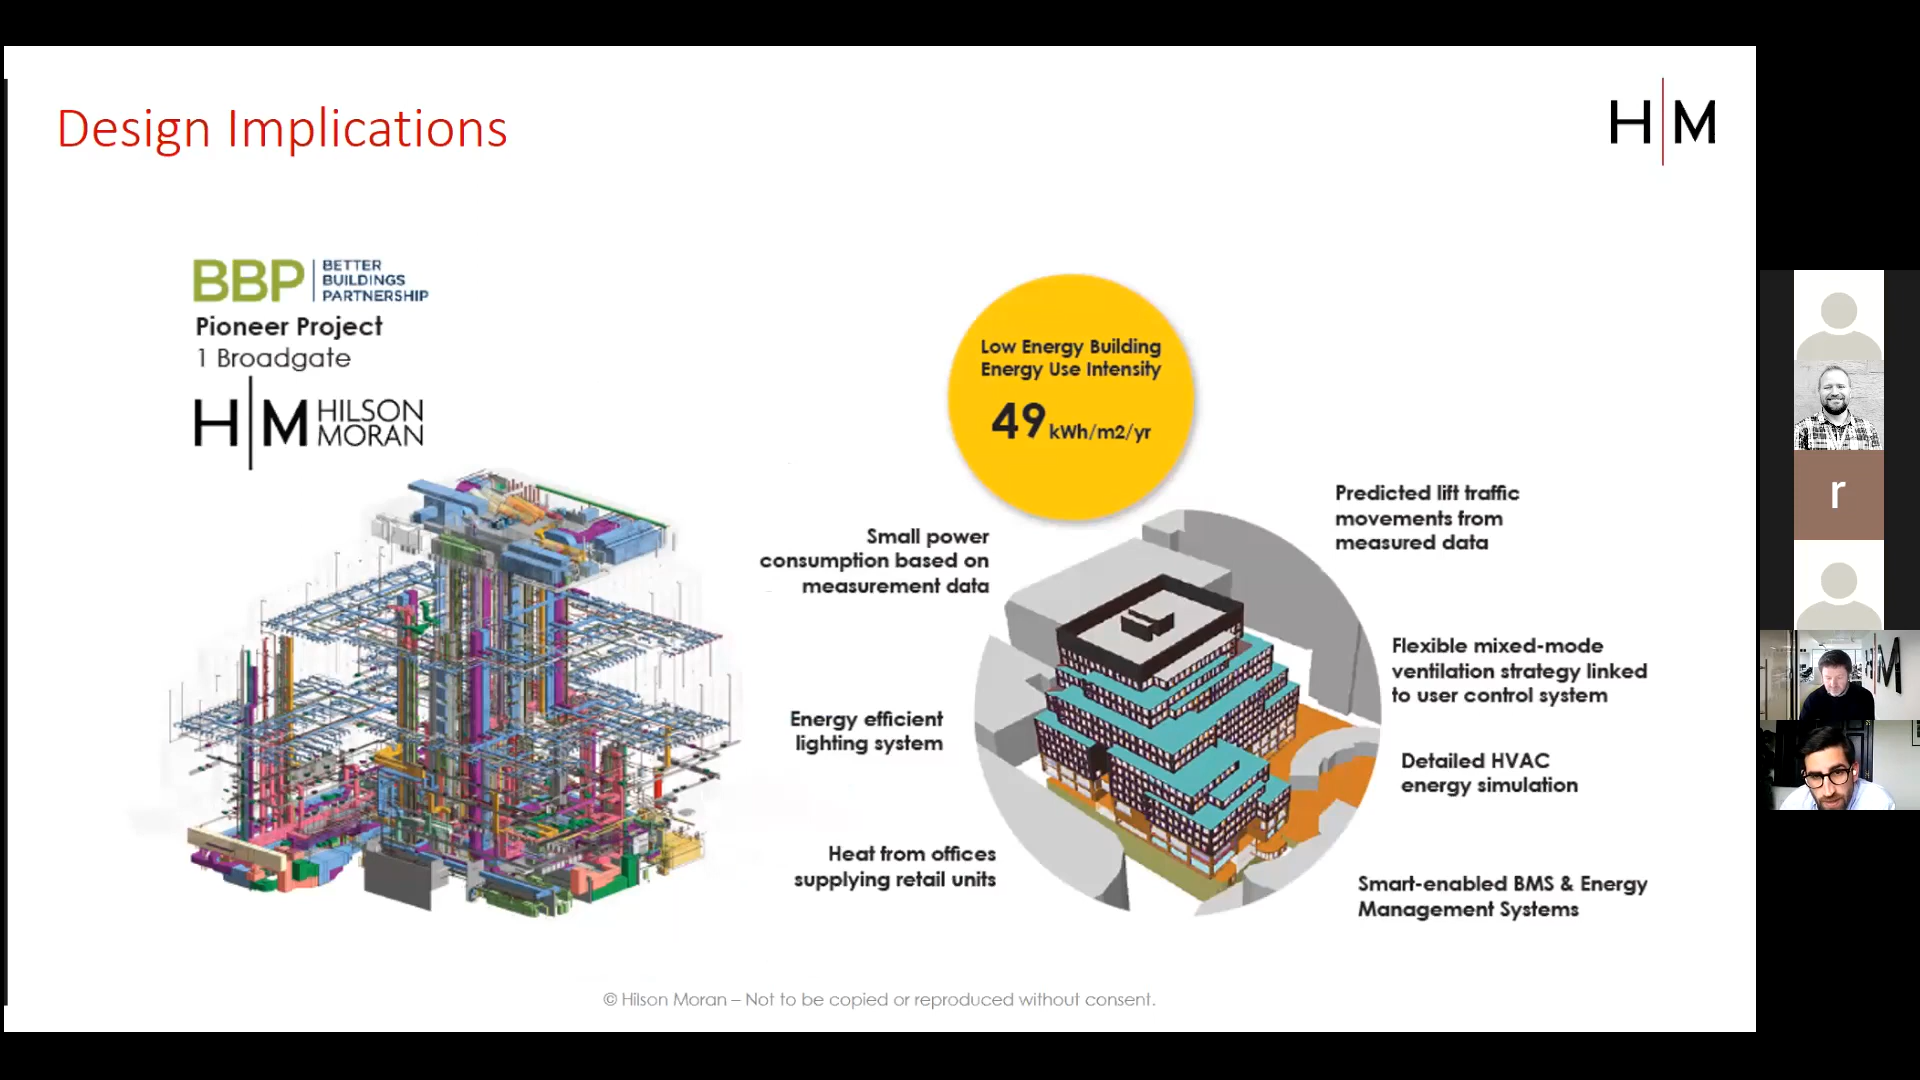 Design Implications
H M
BBP BETTER
BUILDINGS
PARTNERSHIP
Pioneer Project
1 Broadgate
H M HILSON
MORAN
Low Energy Building
Energy Use Intensity
49 kWh/m2/yr
Small power
consumption based on
measurement data
Energy efficient
lighting system
Heat from offices
supplying retail units
Predicted lift traffic
movements from
measured data
Flexible mixed-mode
ventilation strategy linked
to user control system
Detailed HVAC
energy simulation
Smart-enabled BMS & Energy
Management Systems
© Hilson Moran – Not to be copied or reproduced without consent.
r
M